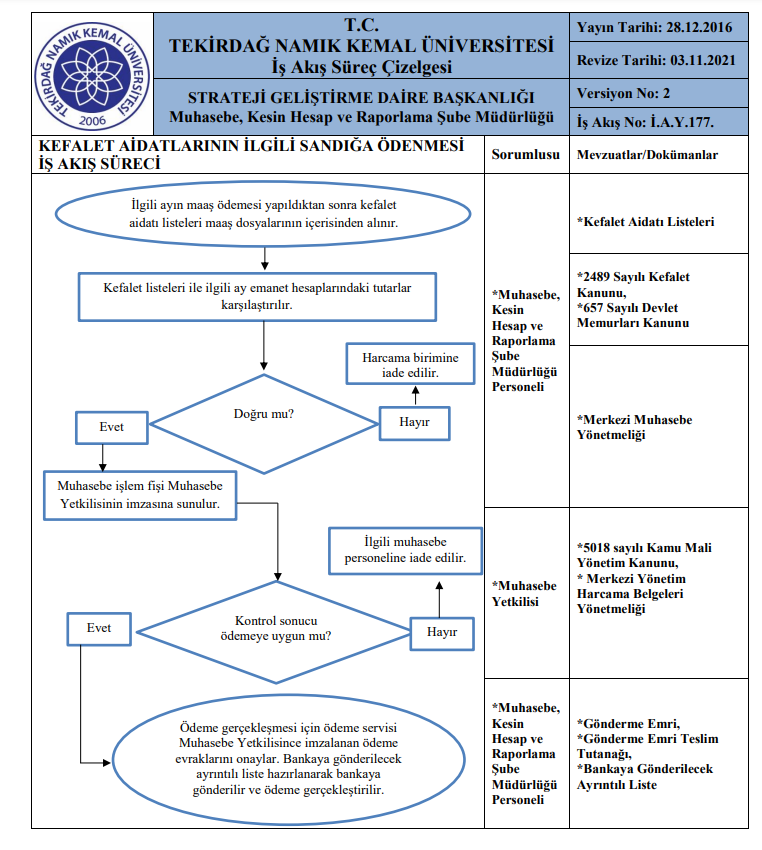 TEKİRDAĞ NAMIK KEMAL ÜNİVERSİTESİ
2006
T.C.
TEKİRDAĞ NAMIK KEMAL ÜNİVERSİTESİ
İş Akış Süreç Çizelgesi
STRATEJİ GELİŞTİRME DAİRE BAŞKANLIĞI
Muhasebe, Kesin Hesap ve Raporlama Şube Müdürlüğü
Yayın Tarihi: 28.12.2016
Revize Tarihi: 03.11.2021
Versiyon No: 2
İş Akış No: İ.A.Y.177.
KEFALET AİDATLARININ İLGİLİ SANDIĞA ÖDENMESİ
İŞ AKIŞ SÜRECİ
Sorumlusu
Mevzuatlar/Dokümanlar
İlgili ayın maaş ödemesi yapıldıktan sonra kefalet
aidatı listeleri maaş dosyalarının içerisinden alınır.
Kefalet listeleri ile ilgili ay emanet hesaplarındaki tutarlar
karşılaştırılır.
Harcama birimine
iade edilir.
Doğru mu?
Evet
Hayır
Muhasebe işlem fişi Muhasebe
Yetkilisinin imzasına sunulur.
İlgili muhasebe
personeline iade edilir.
Kontrol sonucu
ödemeye uygun mu?
Evet
Hayır
Ödeme gerçekleşmesi için ödeme servisi
Muhasebe Yetkilisince imzalanan ödeme
evraklarını onaylar. Bankaya gönderilecek
ayrıntılı liste hazırlanarak bankaya
gönderilir ve ödeme gerçekleştirilir.
*Muhasebe,
Kesin
Hesap ve
Raporlama
Şube
Müdürlüğü
Personeli
*Muhasebe
Yetkilisi
*Muhasebe,
Kesin
Hesap ve
Raporlama
Şube
Müdürlüğü
Personeli
*Kefalet Aidatı Listeleri
*2489 Sayılı Kefalet
Kanunu,
*657 Sayılı Devlet
Memurları Kanunu
*Merkezi Muhasebe
Yönetmeliği
*5018 sayılı Kamu Mali
Yönetim Kanunu,
* Merkezi Yönetim
Harcama Belgeleri
Yönetmeliği
*Gönderme Emri,
*Gönderme Emri Teslim
Tutanağı,
*Bankaya Gönderilecek
Ayrıntılı Liste